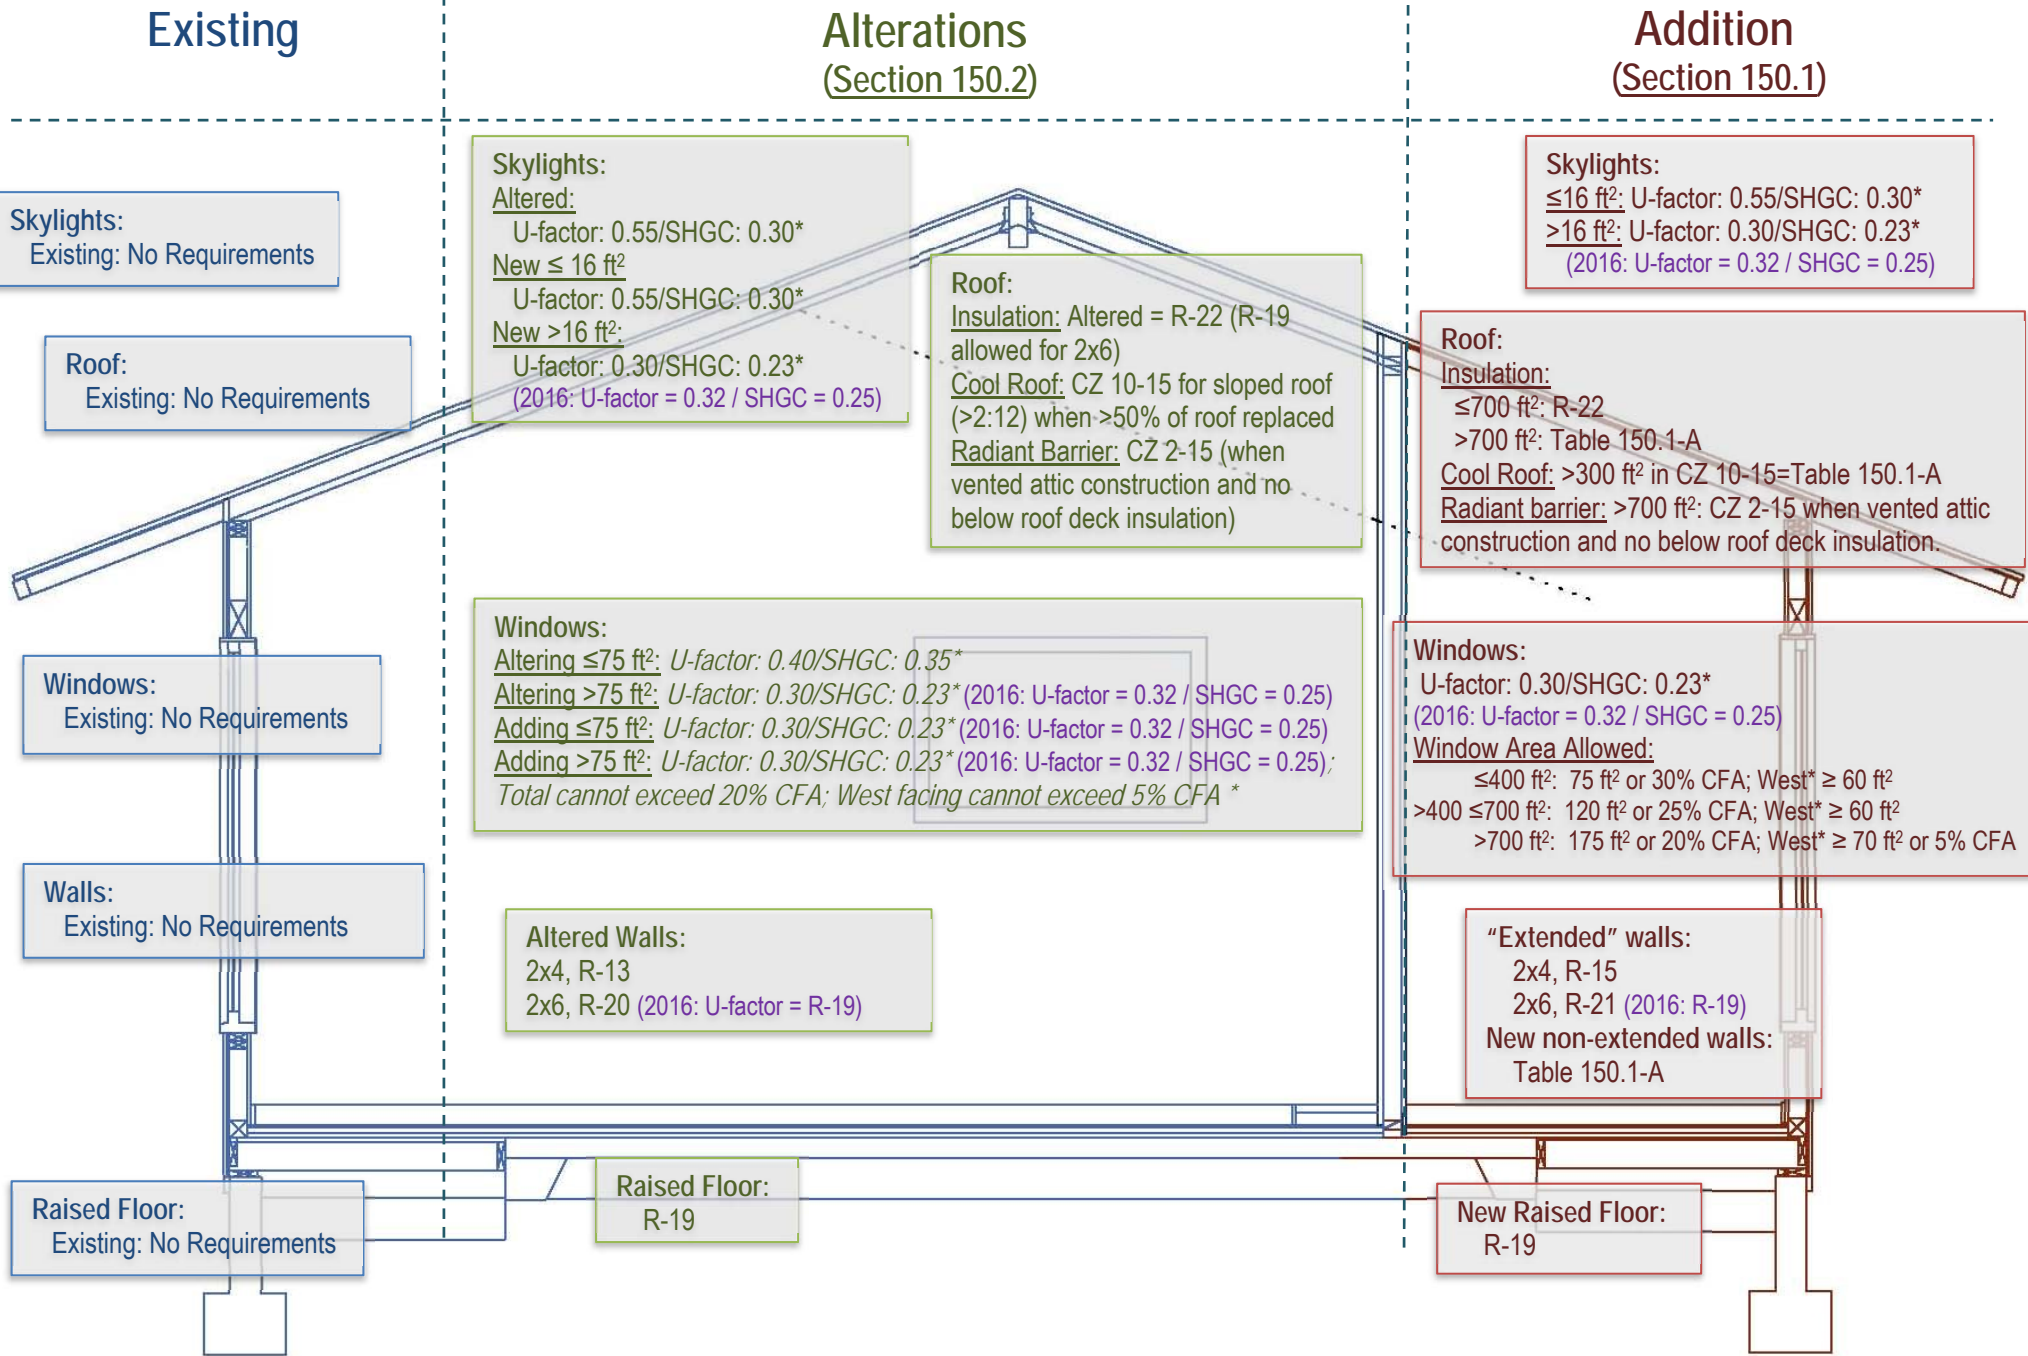 Existing
Alterations
(Section 150.2)
Addition
(Section 150.1)
Skylights:
Existing: No Requirements
Roof:
Existing: No Requirements
Windows:
Existing: No Requirements
Walls:
Existing: No Requirements
Raised Floor:
Existing: No Requirements
Skylights:
Altered:
U-factor: 0.55/SHGC: 0.30*
New ≤ 16 ft²
U-factor: 0.55/SHGC: 0.30*
New >16 ft²:
U-factor: 0.30/SHGC: 0.23*
(2016: U-factor = 0.32 / SHGC = 0.25)
Roof:
Insulation: Altered = R-22 (R-19
allowed for 2x6)
Cool Roof: CZ 10-15 for sloped roof
(>2:12) when >50% of roof replaced
Radiant Barrier: CZ 2-15 (when
vented attic construction and no
below roof deck insulation)
Windows:
Altering ≤75 ft²: U-factor: 0.40/SHGC: 0.35*
Altering >75 ft²: U-factor: 0.30/SHGC: 0.23* (2016: U-factor = 0.32 / SHGC = 0.25)
Adding ≤75 ft²: U-factor: 0.30/SHGC: 0.23* (2016: U-factor = 0.32 / SHGC = 0.25)
Adding >75 ft²: U-factor: 0.30/SHGC: 0.23* (2016: U-factor = 0.32 / SHGC = 0.25);
Total cannot exceed 20% CFA; West facing cannot exceed 5% CFA *
Altered Walls:
2x4, R-13
2x6, R-20 (2016: U-factor = R-19)
Raised Floor:
R-19
Skylights:
≤16 ft²: U-factor: 0.55/SHGC: 0.30*
>16 ft²: U-factor: 0.30/SHGC: 0.23*
(2016: U-factor = 0.32 / SHGC = 0.25)
Roof:
Insulation:
≤700 ft²: R-22
>700 ft²: Table 150.1-A
Cool Roof: >300 ft² in CZ 10-15=Table 150.1-A
Radiant barrier: >700 ft²: CZ 2-15 when vented attic
construction and no below roof deck insulation.
Windows:
U-factor: 0.30/SHGC: 0.23*
(2016: U-factor = 0.32 / SHGC = 0.25)
Window Area Allowed:
≤400 ft²: 75 ft² or 30% CFA; West* ≥ 60 ft²
>400 ≤700 ft²: 120 ft² or 25% CFA; West* ≥ 60 ft²
>700 ft²: 175 ft² or 20% CFA; West* ≥ 70 ft² or 5% CFA
“Extended” walls:
2x4, R-15
2x6, R-21 (2016: R-19)
New non-extended walls:
Table 150.1-A
New Raised Floor:
R-19